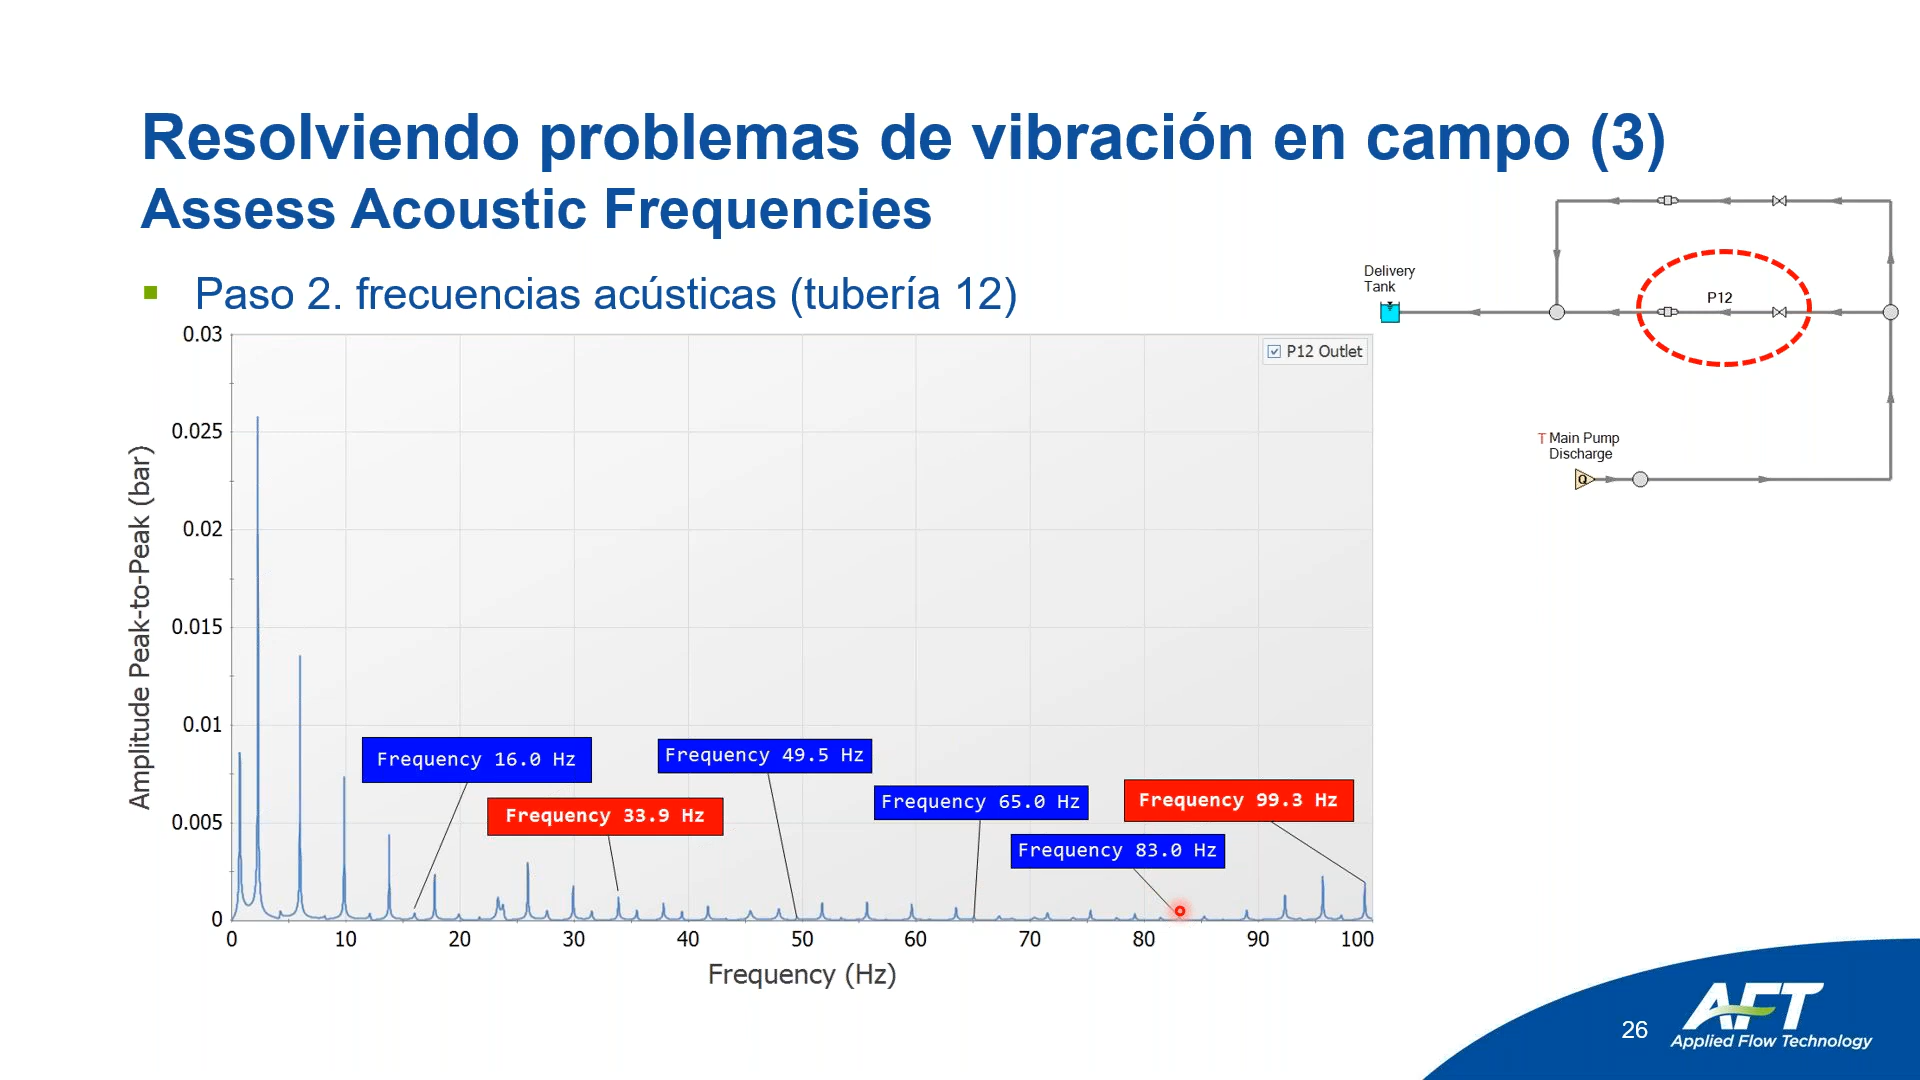 Resolviendo problemas de vibración en campo (3)
Assess Acoustic Frequencies
Paso 2. frecuencias acústicas (tubería 12)
Delivery
Tank
P12
T Main Pump
Discharge
Q
P12 Outlet
Amplitude Peak-to-Peak (bar)
0.03
0.025
0.02
0.015
0.01
0.005
0
Frequency 16.0 Hz
Frequency 33.9 Hz
Frequency 49.5 Hz
Frequency 65.0 Hz
Frequency 83.0 Hz
Frequency 99.3 Hz
0 10 20 30 40 50 60 70 80 90 100
Frequency (Hz)
26
AFT
Applied Flow Technology